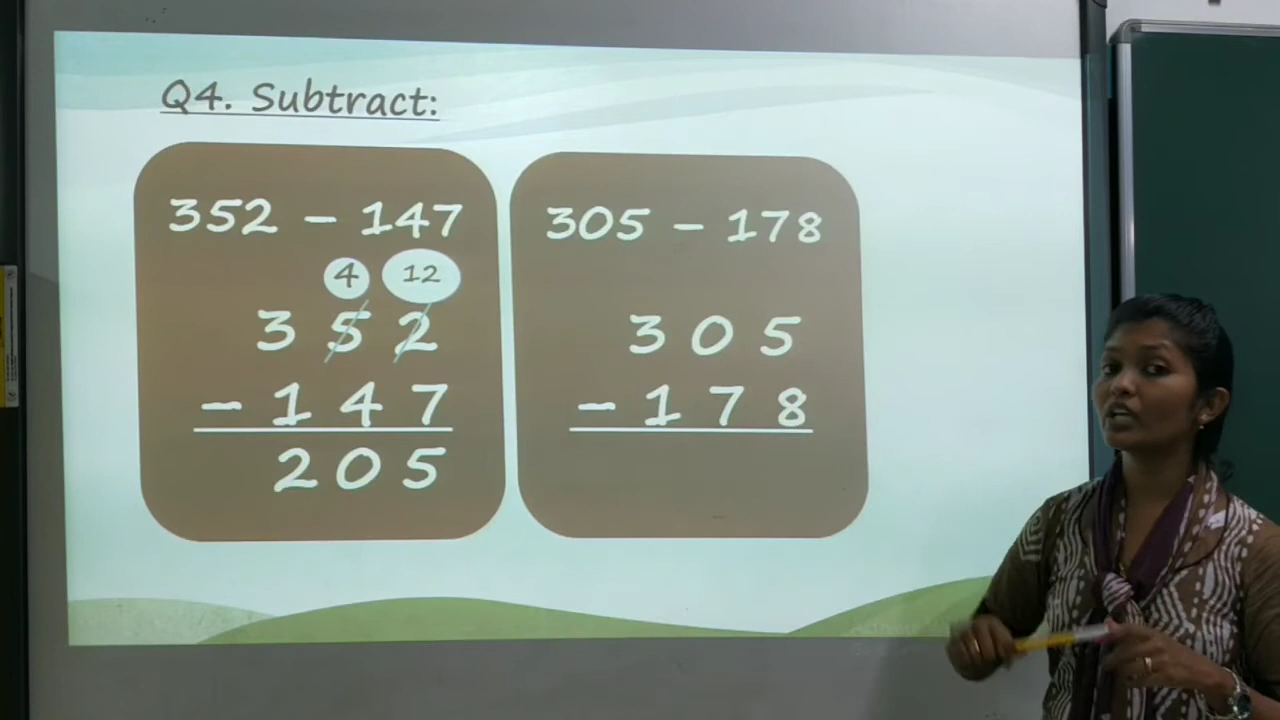 Q4. Subtract:
352 - 147
4 12
3 5 2
- 1 4 7
2 0 5
305 - 178
3 0 5
- 1 7 8